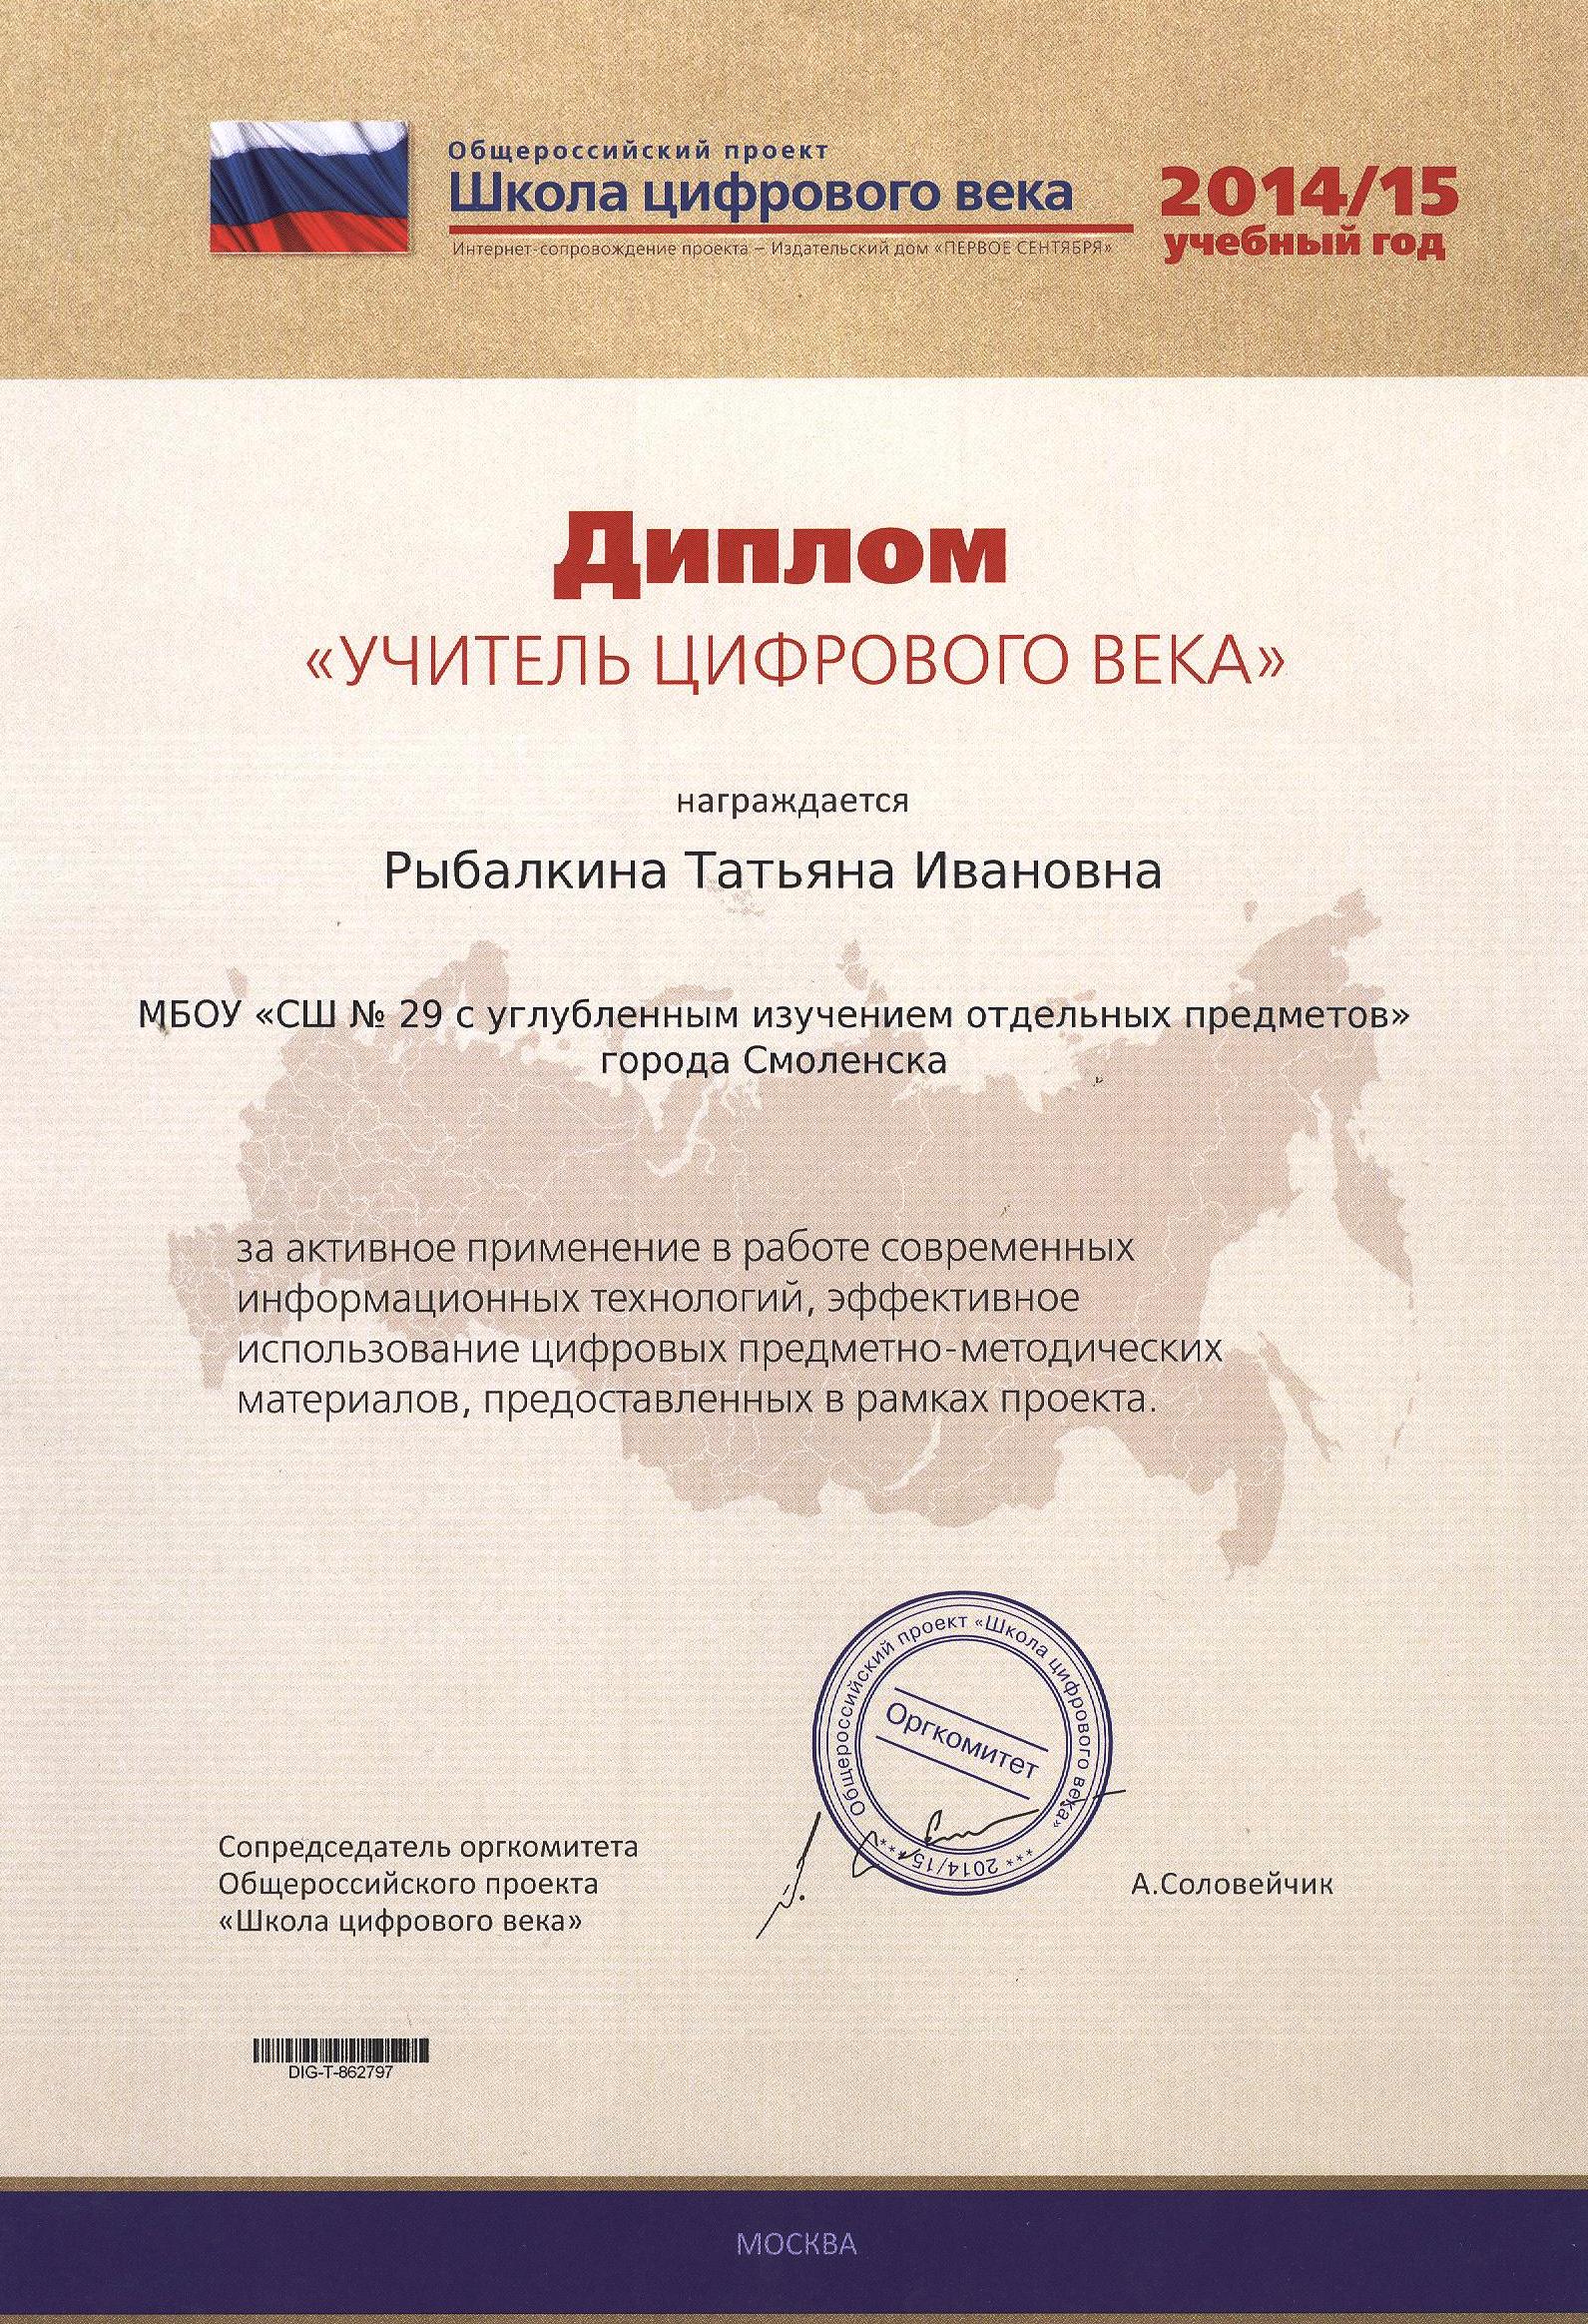 Общероссийский проект
Школа цифрового века
Интернет-сопровождение проекта – Издательский дом «ПЕРВОЕ СЕНТЯБРЯ»
2014/15
учебный год
Диплом
«УЧИТЕЛЬ ЦИФРОВОГО ВЕКА»
награждается
Рыбалкина Татьяна Ивановна
МБОУ «СШ № 29 с углубленным изучением отдельных предметов»
города Смоленска
за активное применение в работе современных
информационных технологий, эффективное
использование цифровых предметно-методических
материалов, предоставленных в рамках проекта.
Общероссийский проект «Школа цифрового века»
*** 2014/15 ***
Оргкомитет
Сопредседатель оргкомитета
Общероссийского проекта
«Школа цифрового века»
А.Соловейчик
DIG-T-862797
МОСКВА